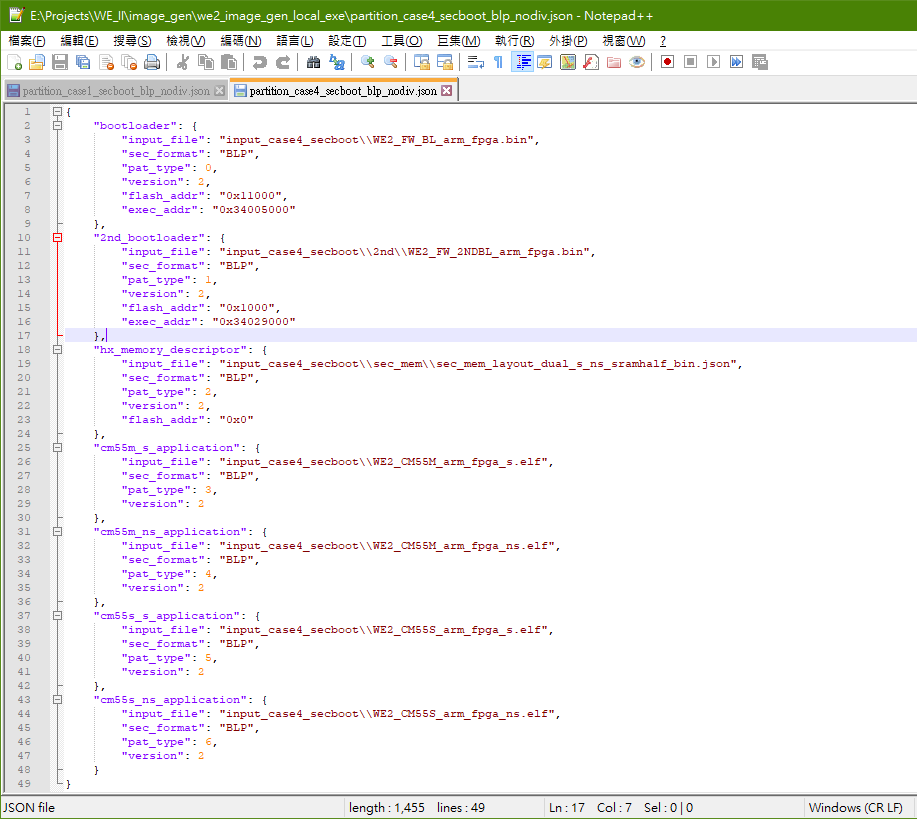 E:\Projects\WE_II\image_gen\we2_image_gen_local_exe\partition_case4_secboot_blp_nodiv.json - Notepad++
檔案(F) 編輯(E) 搜尋(S) 檢視(V) 編碼(N) 語言(L) 設定(T) 工具(O) 巨集(M) 執行(R) 外掛(P) 視窗(W) ?
partition_case1_secboot_blp_nodiv.json partition_case4_secboot_blp_nodiv.json
1 {
2 "bootloader": {
3 "input_file": "input_case4_secboot\\WE2_FW_BL_arm_fpga.bin",
4 "sec_format": "BLP",
5 "pat_type": 0,
6 "version": 2,
7 "flash_addr": "0x11000",
8 "exec_addr": "0x34005000"
9 },
10 "2nd_bootloader": {
11 "input_file": "input_case4_secboot\\2nd\\WE2_FW_2NDBL_arm_fpga.bin",
12 "sec_format": "BLP",
13 "pat_type": 1,
14 "version": 2,
15 "flash_addr": "0x1000",
16 "exec_addr": "0x34029000"
17 },
18 "hx_memory_descriptor": {
19 "input_file": "input_case4_secboot\\sec_mem\\sec_mem_layout_dual_s_ns_sramhalf_bin.json",
20 "sec_format": "BLP",
21 "pat_type": 2,
22 "version": 2,
23 "flash_addr": "0x0"
24 },
25 "cm55m_s_application": {
26 "input_file": "input_case4_secboot\\WE2_CM55M_arm_fpga_s.elf",
27 "sec_format": "BLP",
28 "pat_type": 3,
29 "version": 2
30 },
31 "cm55m_ns_application": {
32 "input_file": "input_case4_secboot\\WE2_CM55M_arm_fpga_ns.elf",
33 "sec_format": "BLP",
34 "pat_type": 4,
35 "version": 2
36 },
37 "cm55s_s_application": {
38 "input_file": "input_case4_secboot\\WE2_CM55S_arm_fpga_s.elf",
39 "sec_format": "BLP",
40 "pat_type": 5,
41 "version": 2
42 },
43 "cm55s_ns_application": {
44 "input_file": "input_case4_secboot\\WE2_CM55S_arm_fpga_ns.elf",
45 "sec_format": "BLP",
46 "pat_type": 6,
47 "version": 2
48 }
49 }
JSON file length : 1,455 lines : 49 Ln : 17 Col : 7 Sel : 0 | 0 Windows (CR LF)